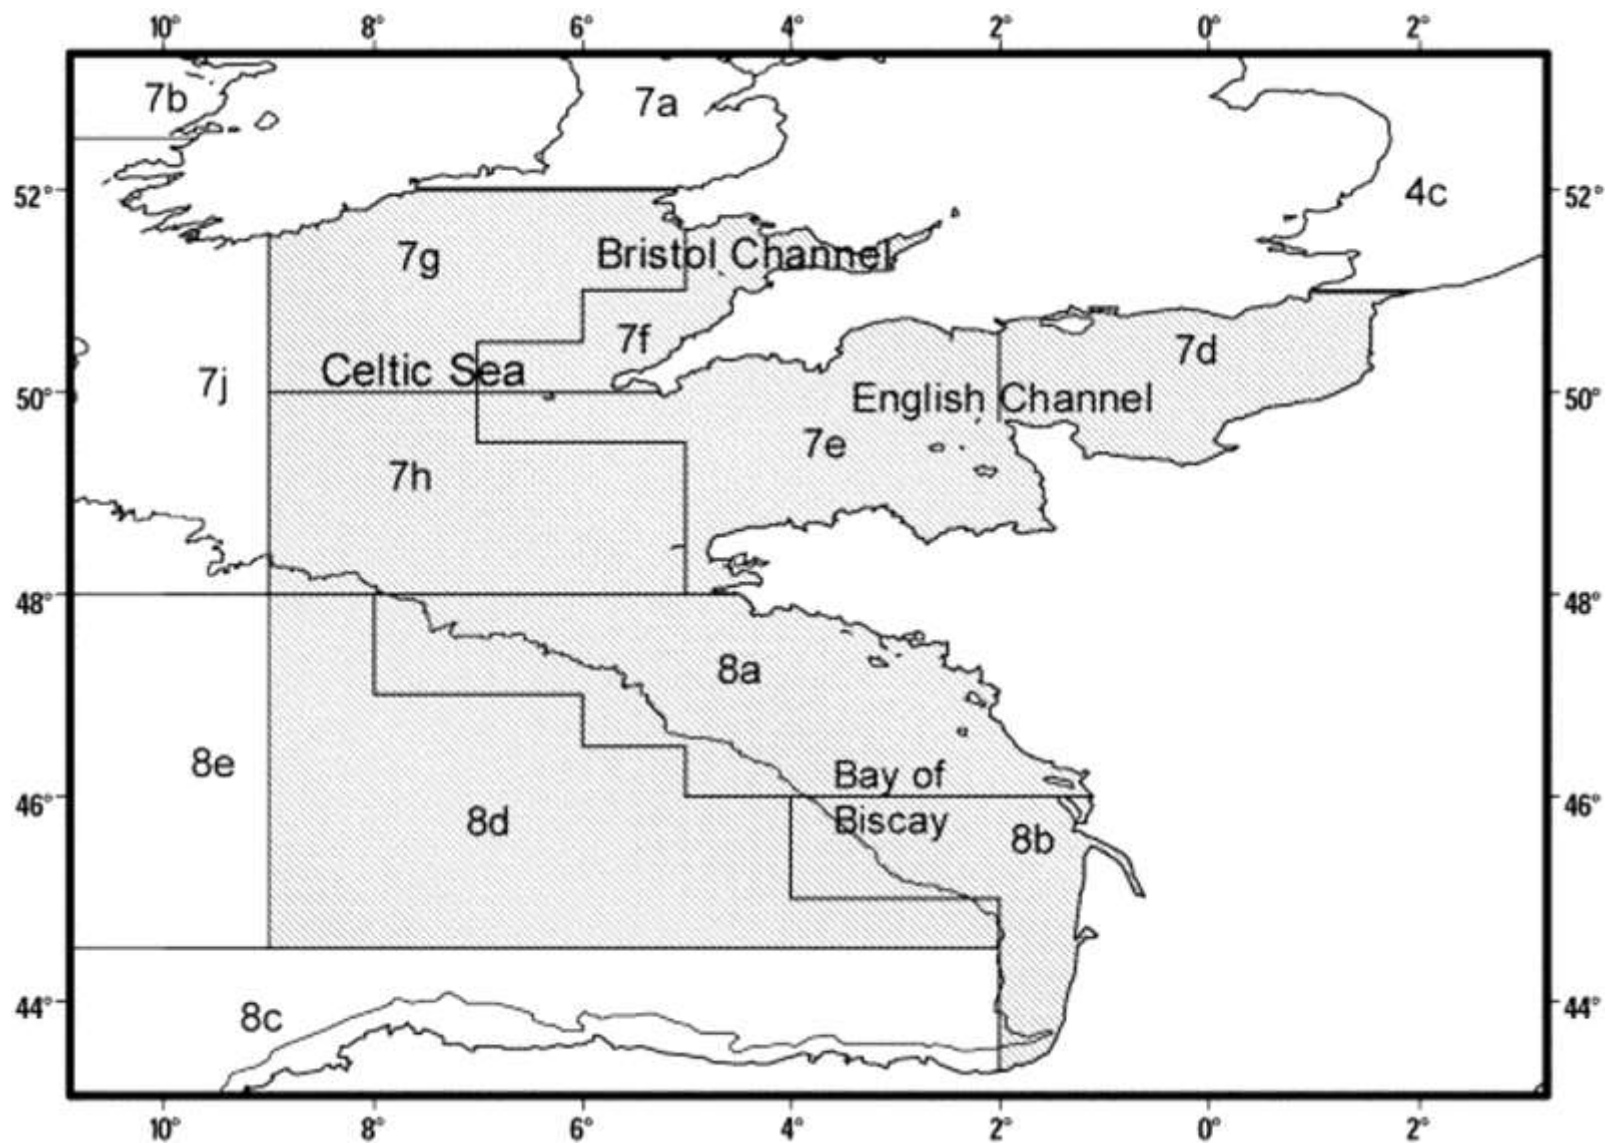 10° 8° 6° 4° 2° 0° 2°
7b 7a
52° 4c 52°
7g Bristol Channel
7f 7d
7j Celtic Sea
50° English Channel 50°
7e
7h
48° 48°
8a
8e Bay of
46° 46°
8d Biscay 8b
44° 8c 44°
10° 8° 6° 4° 2° 0° 2°